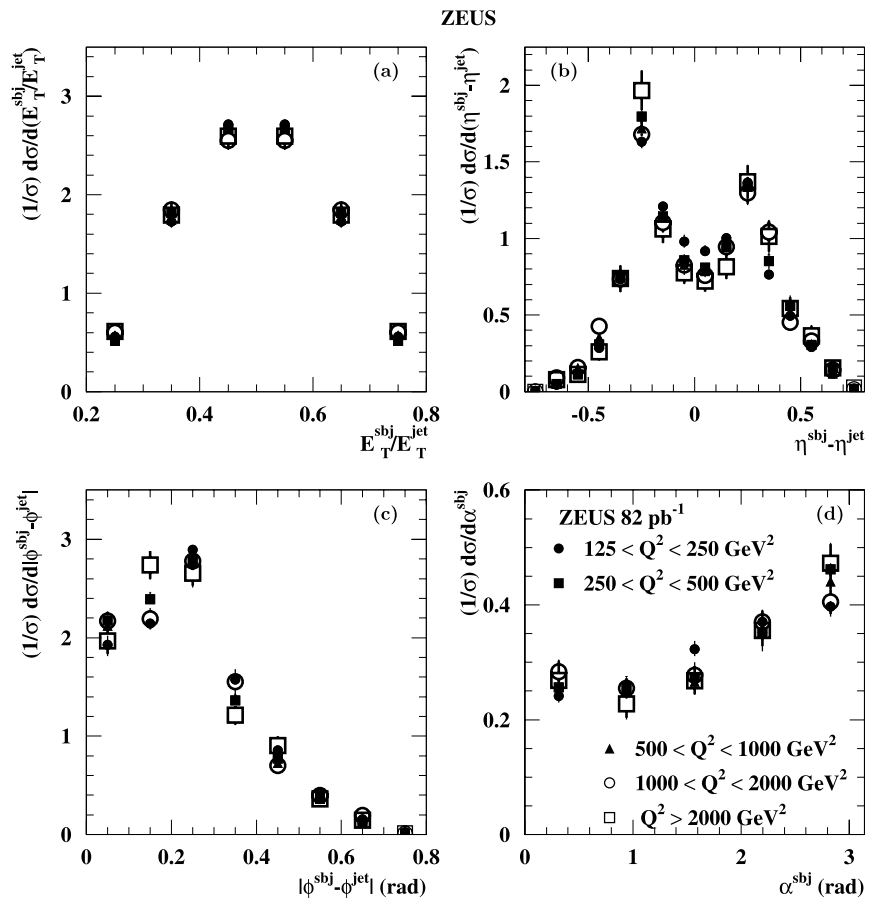 ZEUS
(a)
(1/σ) dσ/d(E_T^sbj/E_T^jet)
3
2
1
0
0.2 0.4 0.6 0.8
E_T^sbj/E_T^jet
(b)
(1/σ) dσ/d(η^sbj-η^jet)
2
1.5
1
0.5
0
-0.5 0 0.5
η^sbj-η^jet
(c)
(1/σ) dσ/d|ϕ^sbj-ϕ^jet|
3
2
1
0
0 0.2 0.4 0.6 0.8
|ϕ^sbj-ϕ^jet| (rad)
(d)
(1/σ) dσ/dα^sbj
0.6
0.4
0.2
0
ZEUS 82 pb^-1
125 < Q^2 < 250 GeV^2
250 < Q^2 < 500 GeV^2
500 < Q^2 < 1000 GeV^2
1000 < Q^2 < 2000 GeV^2
Q^2 > 2000 GeV^2
0 1 2 3
α^sbj (rad)